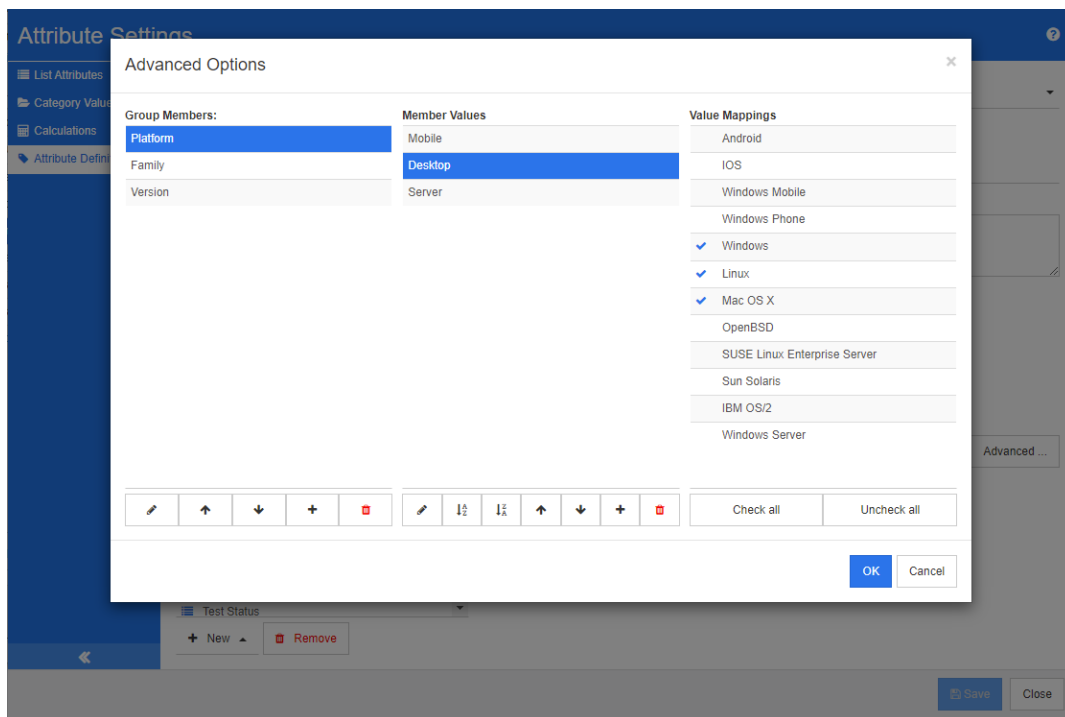 Attribute Settings
List Attributes
Category Value
Calculations
Attribute Defini
Advanced Options
Group Members:
Platform
Family
Version
Member Values
Mobile
Desktop
Server
Value Mappings
Android
IOS
Windows Mobile
Windows Phone
Windows
Linux
Mac OS X
OpenBSD
SUSE Linux Enterprise Server
Sun Solaris
IBM OS/2
Windows Server
Check all
Uncheck all
OK
Cancel
Advanced ...
Test Status
New
Remove
Save
Close